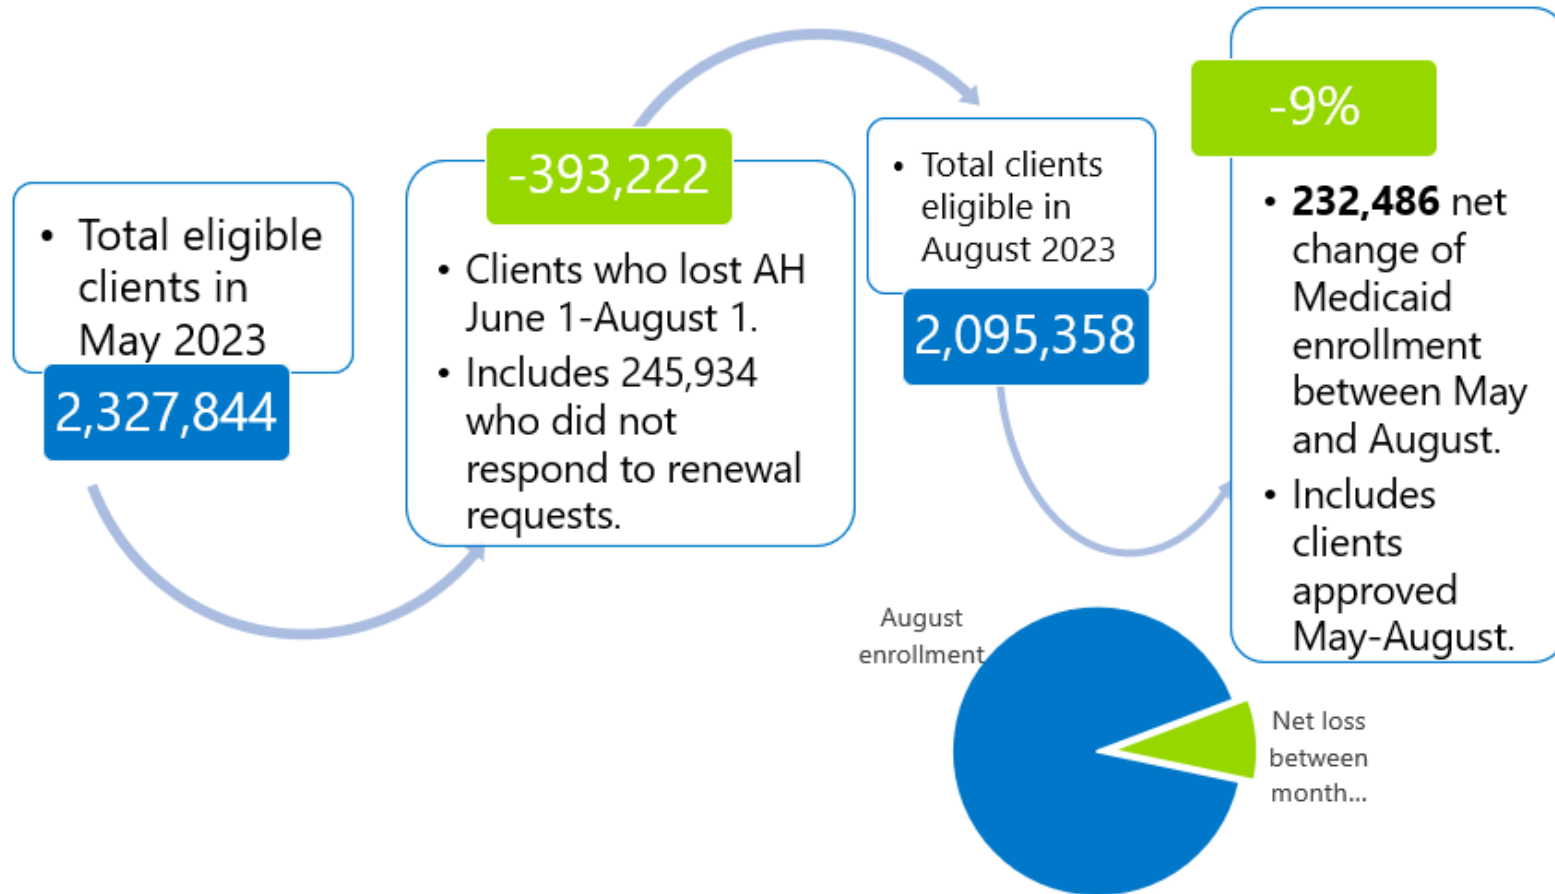 • Total eligible
clients in
May 2023
2,327,844
-393,222
• Clients who lost AH
June 1-August 1.
• Includes 245,934
who did not
respond to renewal
requests.
• Total clients
eligible in
August 2023
2,095,358
-9%
• 232,486 net
change of
Medicaid
enrollment
between May
and August.
• Includes
clients
approved
May-August.
August
enrollment
Net loss
between
month...